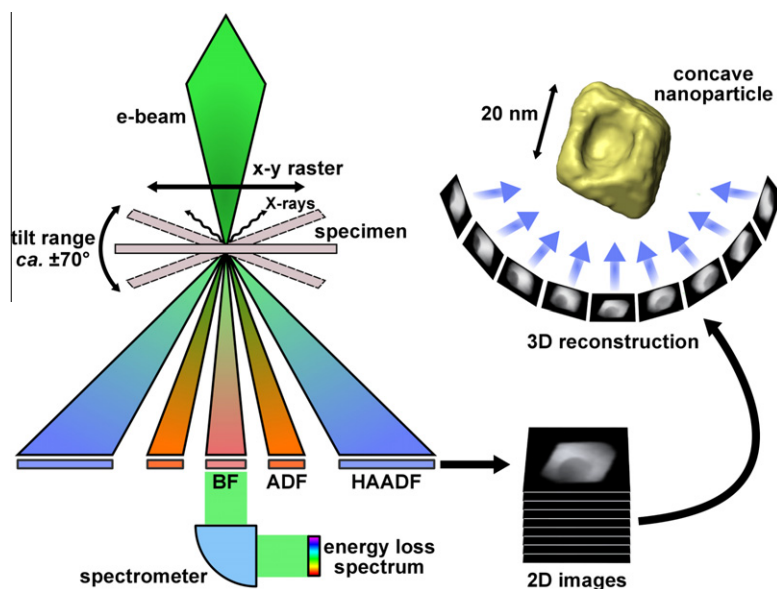 e-beam
x-y raster
X-rays
specimen
tilt range
ca. ±70°
BF
ADF
HAADF
spectrometer
energy loss
spectrum
concave
nanoparticle
20 nm
3D reconstruction
2D images